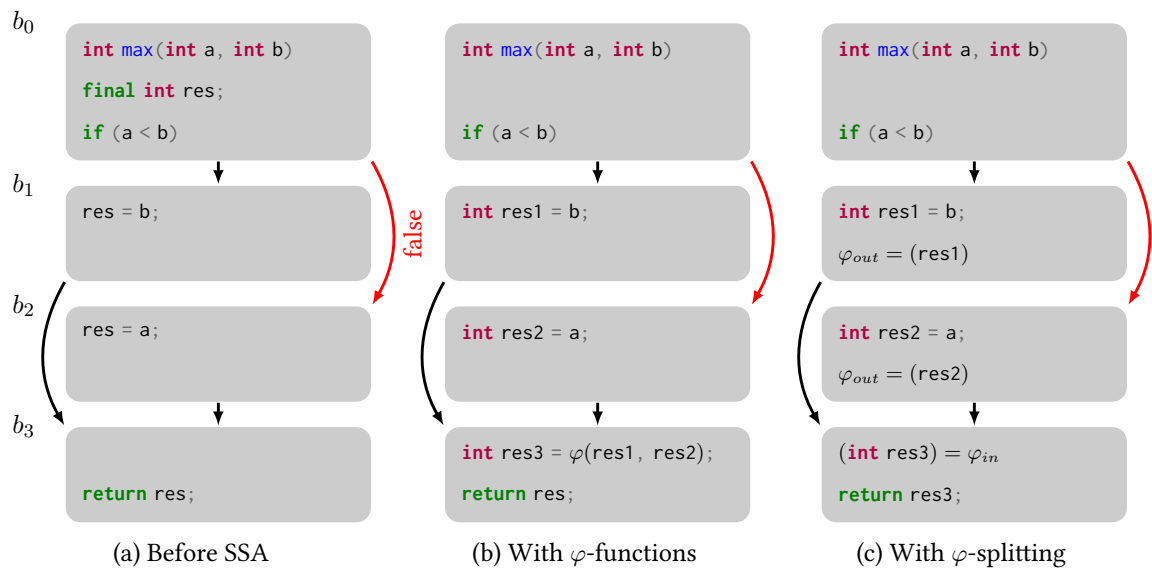 b0
int max(int a, int b)
final int res;
if (a < b)
b1
res = b;
b2
res = a;
b3
return res;
false
(a) Before SSA
int max(int a, int b)
if (a < b)
int res1 = b;
int res2 = a;
int res3 = φ(res1, res2);
return res;
(b) With φ-functions
int max(int a, int b)
if (a < b)
int res1 = b;
φout = (res1)
int res2 = a;
φout = (res2)
(int res3) = φin
return res3;
(c) With φ-splitting